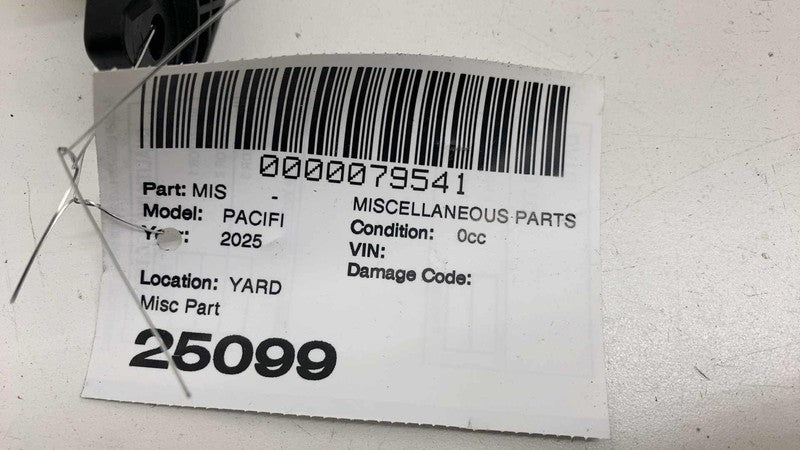 0000079541
Part: MIS -
MISCELLANEOUS PARTS
Model: PACIFI
Condition: 0cc
2025
VIN:
Damage Code:
Location: YARD
Misc Part
25099